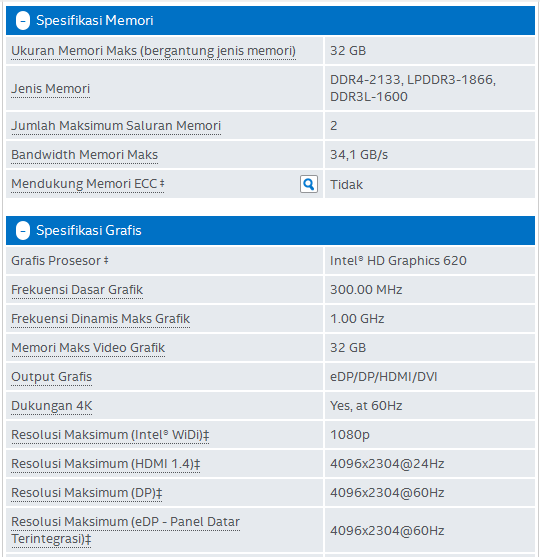 Spesifikasi Memori
Ukuran Memori Maks (bergantung jenis memori) 32 GB
Jenis Memori DDR4-2133, LPDDR3-1866,
DDR3L-1600
Jumlah Maksimum Saluran Memori 2
Bandwidth Memori Maks 34,1 GB/s
Mendukung Memori ECC ‡ Tidak
Spesifikasi Grafis
Grafis Prosesor ‡ Intel® HD Graphics 620
Frekuensi Dasar Grafik 300.00 MHz
Frekuensi Dinamis Maks Grafik 1.00 GHz
Memori Maks Video Grafik 32 GB
Output Grafis eDP/DP/HDMI/DVI
Dukungan 4K Yes, at 60Hz
Resolusi Maksimum (Intel® WiDi)‡ 1080p
Resolusi Maksimum (HDMI 1.4)‡ 4096x2304@24Hz
Resolusi Maksimum (DP)‡ 4096x2304@60Hz
Resolusi Maksimum (eDP - Panel Datar
Terintegrasi)‡ 4096x2304@60Hz